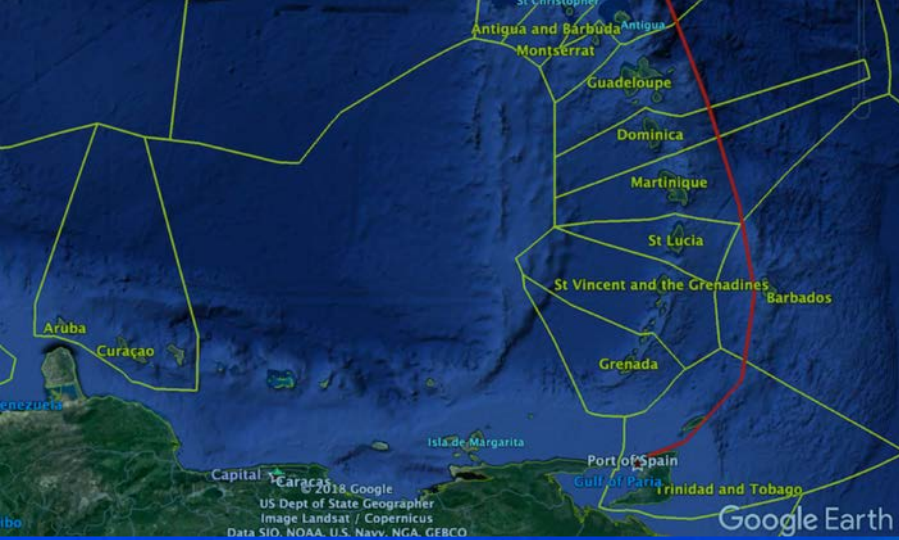 St Christopher
Antigua and Barbuda
Antigua
Montserrat
Guadeloupe
Dominica
Martinique
St Lucia
St Vincent and the Grenadines
Barbados
Aruba
Curaçao
Grenada
enezuela
Isla de Margarita
Port of Spain
Capital
Caracas
Gulf of Paria
Trinidad and Tobago
© 2018 Google
US Dept of State Geographer
Image Landsat / Copernicus
Data SIO, NOAA, U.S. Navy, NGA, GEBCO
ibo
Google Earth